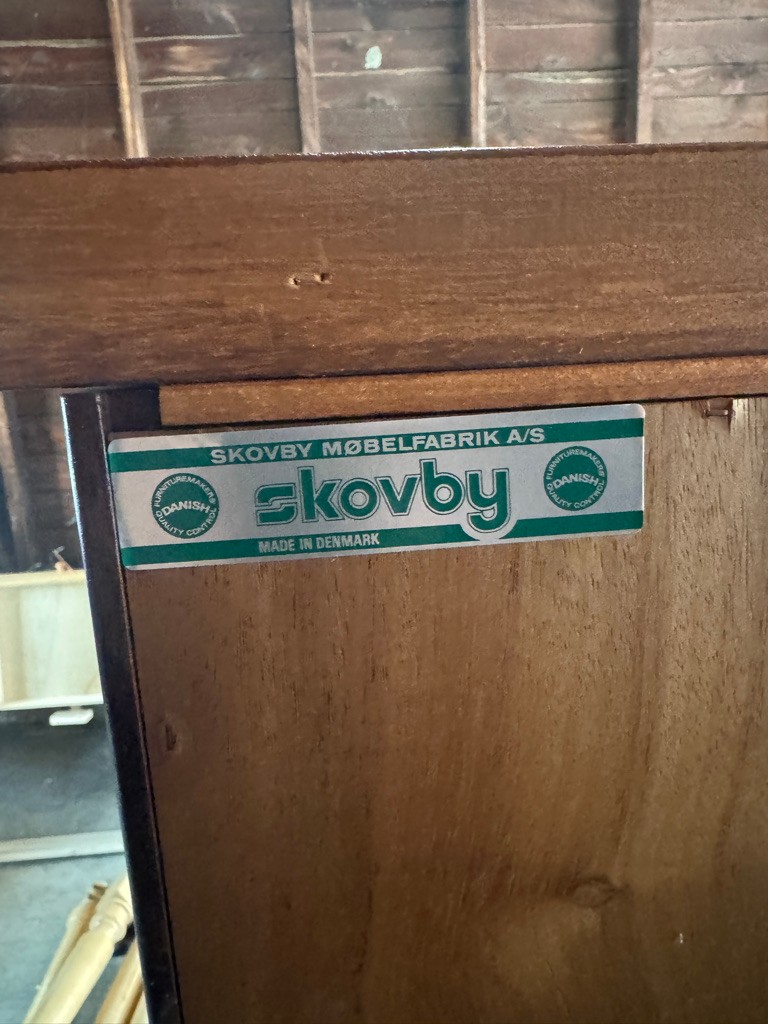 SKOVBY MØBELFABRIK A/S
FURNITUREMAKERS
DANISH
QUALITY CONTROL
skovby
FURNITUREMAKERS
DANISH
QUALITY CONTROL
MADE IN DENMARK